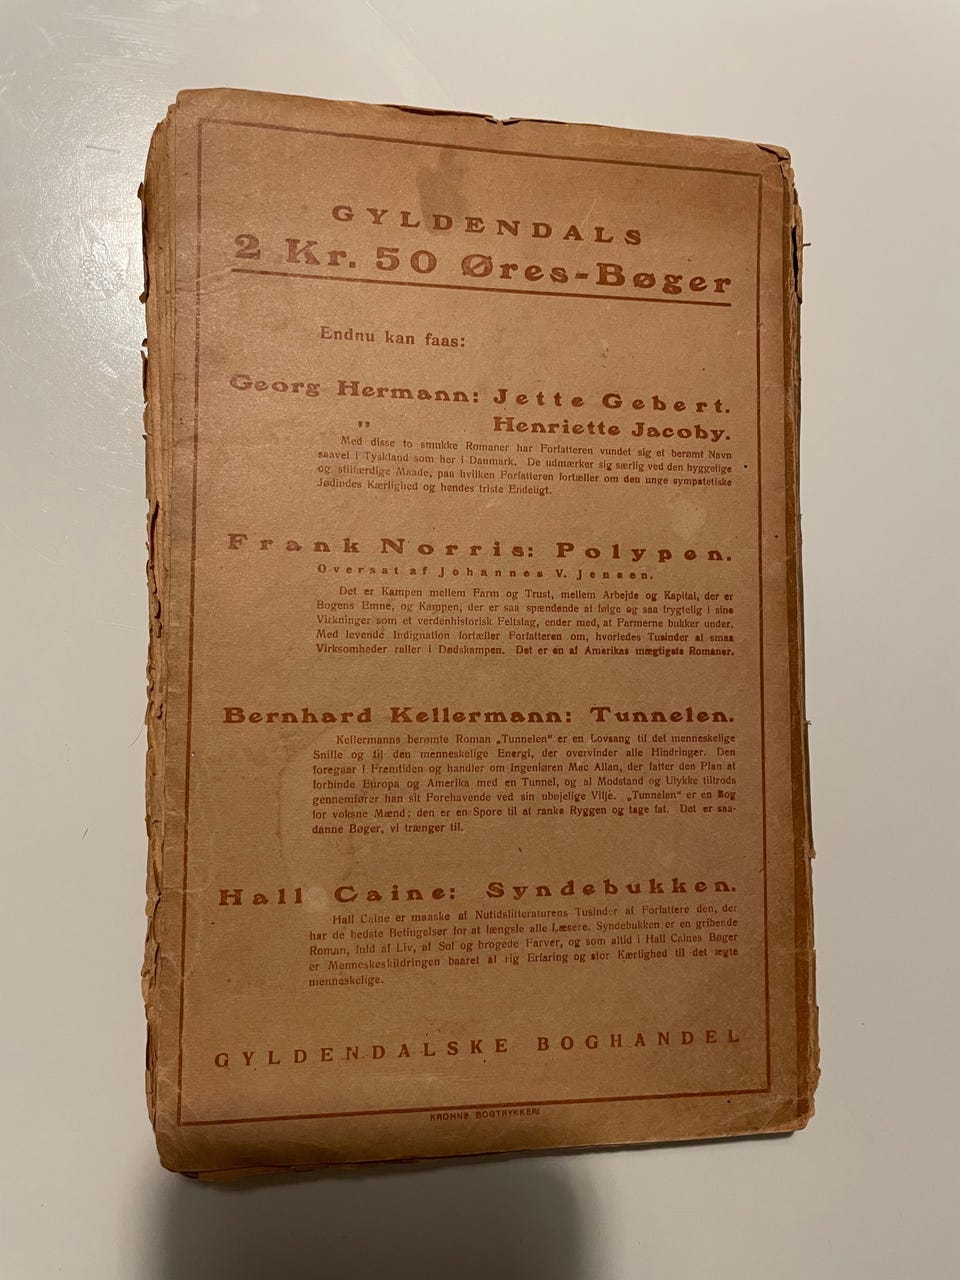 GYLDENDALS
2 Kr. 50 Øres-Bøger
Endnu kan faas:
Georg Hermann: Jette Gebert.
" Henriette Jacoby.
Med disse to smukke Romaner har Forfatteren vundet sig et berømt Navn
saavel i Tyskland som her i Danmark. De udmærker sig særlig ved den hyggelige
og stilfærdige Maade, paa hvilken Forfatteren fortæller om den unge sympatetiske
Jødindes Kærlighed og hendes triste Endeligt.
Frank Norris: Polypen.
Oversat af Johannes V. Jensen.
Det er Kampen mellem Farm og Trust, mellem Arbejde og Kapital, der er
Bogens Emne, og Kampen, der er saa spændende at følge og saa frygtelig i sine
Virkninger som et verdenhistorisk Feltslag, ender med, at Farmerne bukker under.
Med levende Indignation fortæller Forfatteren om, hvorledes Tusinder af smaa
Virksomheder raller i Dødskampen. Det er en af Amerikas mægtigste Romaner.
Bernhard Kellermann: Tunnelen.
Kellermanns berømte Roman „Tunnelen" er en Lovsang til det menneskelige
Snille og til den menneskelige Energi, der overvinder alle Hindringer. Den
foregaar i Fremtiden og handler om Ingeniøren Mac Allan, der fatter den Plan at
forbinde Europa og Amerika med en Tunnel, og al Modstand og Ulykke tiltrods
gennemfører han sit Forehavende ved sin ubøjelige Vilje. „Tunnelen" er en Bog
for voksne Mænd; den er en Spore til at ranke Ryggen og tage fat. Det er saa-
danne Bøger, vi trænger til.
Hall Caine: Syndebukken.
Hall Caine er maaske af Nutidslitteraturens Tusinder af Forfattere den, der
har de bedste Betingelser for at fængsle alle Læsere. Syndebukken er en gribende
Roman, fuld af Liv, af Sol og brogede Farver, og som altid i Hall Caines Bøger
er Menneskeskildringen baaret af rig Erfaring og stor Kærlighed til det ægte
menneskelige.
GYLDENDALSKE BOGHANDEL
KROHNS BOGTRYKKERI